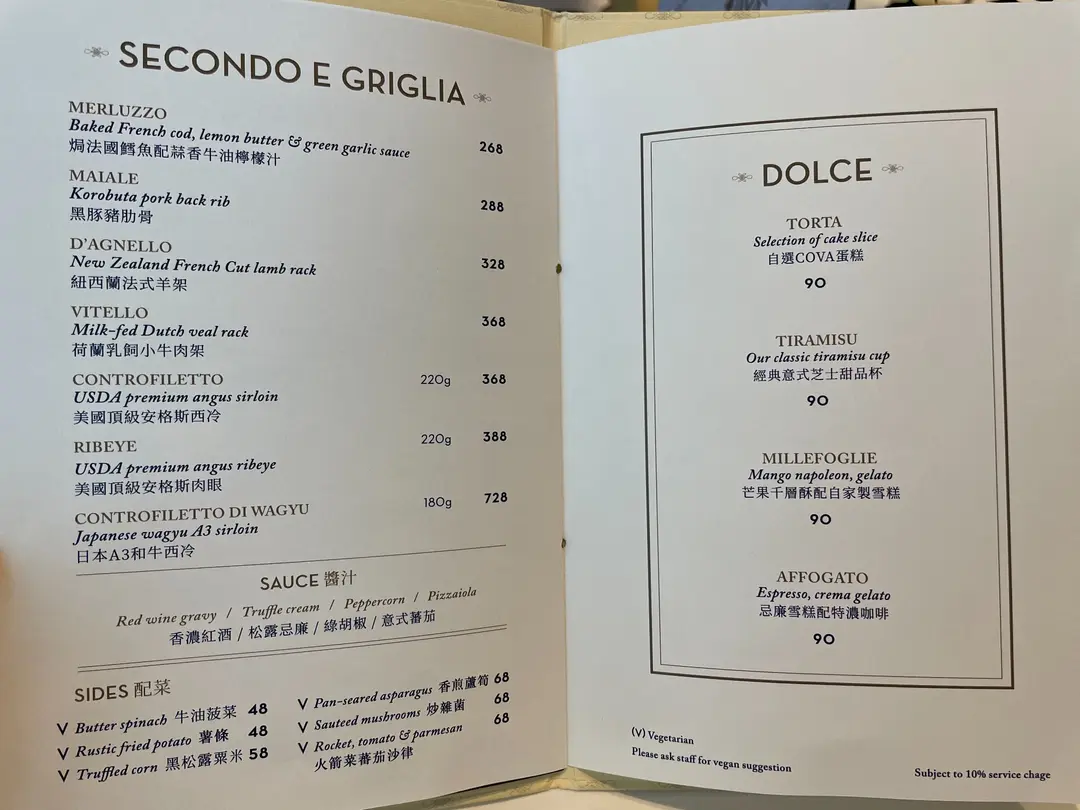 SECONDO E GRIGLIA
MERLUZZO
Baked French cod, lemon butter & green garlic sauce 268
焗法國鱈魚配蒜香牛油檸檬汁
MAIALE
Korobuta pork back rib 288
黑豚豬肋骨
D'AGNELLO
New Zealand French Cut lamb rack 328
紐西蘭法式羊架
VITELLO
Milk-fed Dutch veal rack 368
荷蘭乳飼小牛肉架
CONTROFILETTO 220g 368
USDA premium angus sirloin
美國頂級安格斯西冷
RIBEYE 220g 388
USDA premium angus ribeye
美國頂級安格斯肉眼
CONTROFILETTO DI WAGYU 180g 728
Japanese wagyu A3 sirloin
日本A3和牛西冷
SAUCE 醬汁
Red wine gravy / Truffle cream / Peppercorn / Pizzaiola
香濃紅酒 / 松露忌廉 / 綠胡椒 / 意式蕃茄
SIDES 配菜
V Butter spinach 牛油菠菜 48
V Rustic fried potato 薯條 48
V Truffled corn 黑松露粟米 58
V Pan-seared asparagus 香煎蘆筍 68
V Sauteed mushrooms 炒雜菌 68
V Rocket, tomato & parmesan 68
火箭菜蕃茄沙律
DOLCE
TORTA
Selection of cake slice
自選COVA蛋糕
90
TIRAMISU
Our classic tiramisu cup
經典意式芝士甜品杯
90
MILLEFOGLIE
Mango napoleon, gelato
芒果千層酥配自家製雪糕
90
AFFOGATO
Espresso, crema gelato
忌廉雪糕配特濃咖啡
90
(V) Vegetarian
Please ask staff for vegan suggestion
Subject to 10% service chage